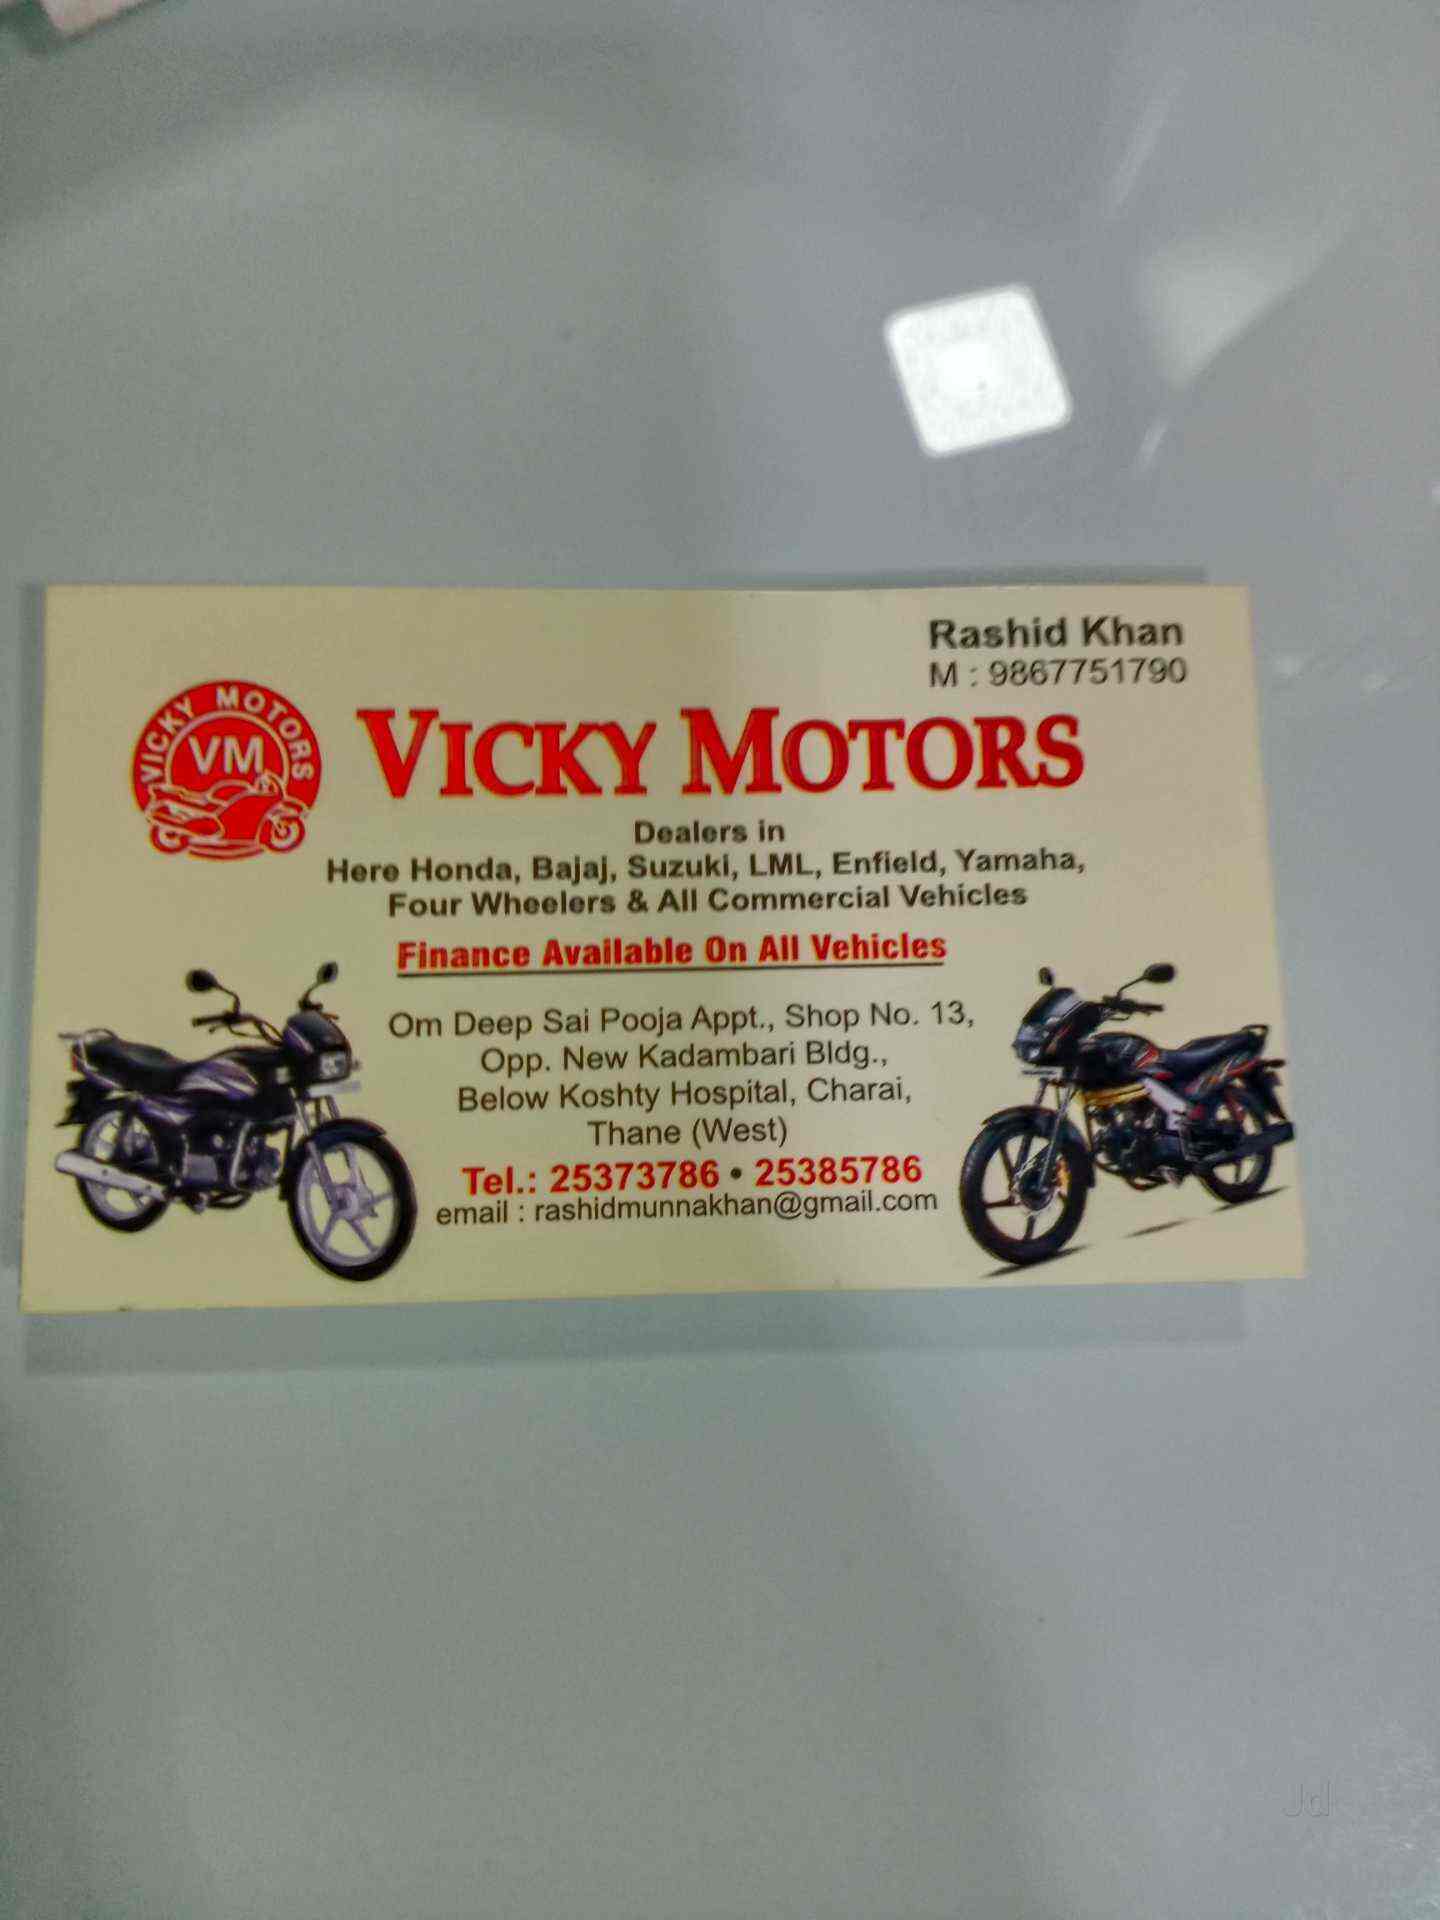 Rashid Khan
M : 9867751790
VICKY MOTORS
VM
VICKY MOTORS
Dealers in
Here Honda, Bajaj, Suzuki, LML, Enfield, Yamaha,
Four Wheelers & All Commercial Vehicles
Finance Available On All Vehicles
Om Deep Sai Pooja Appt., Shop No. 13,
Opp. New Kadambari Bldg.,
Below Koshty Hospital, Charai,
Thane (West)
Tel.: 25373786 • 25385786
email : rashidmunnakhan@gmail.com
Jd